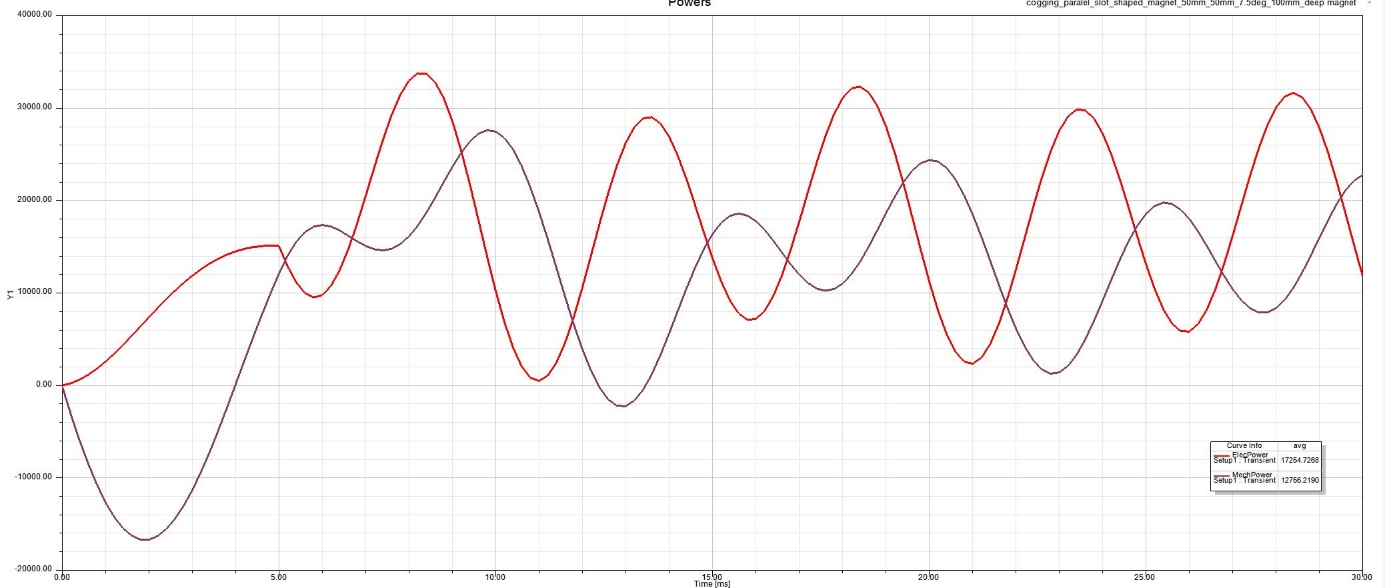 Powers
cogging_paralel_slot_shaped_magnet_50mm_50mm_7.5deg_100mm_deep magnet
40000.00
30000.00
20000.00
10000.00
0.00
-10000.00
-20000.00
Y1
0.00 5.00 10.00 15.00 20.00 25.00 30.00
Time [ms]
Curve Info avg
ElecPower
Setup1 : Transient 17254.7268
MechPower
Setup1 : Transient 12756.2190